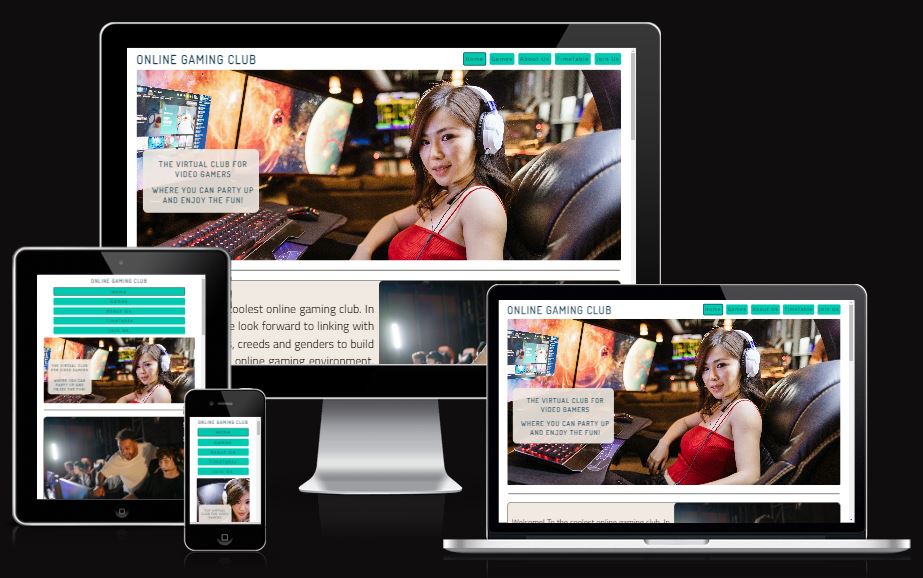 ONLINE GAMING CLUB
Home Games About Us Timetable Join Us
THE VIRTUAL CLUB FOR
VIDEO GAMERS
WHERE YOU CAN PARTY UP
AND ENJOY THE FUN!
coolest online gaming club. In
e look forward to linking with
, creeds and genders to build
online gaming environment.
ONLINE GAMING CLUB
Home
Games
About Us
Timetable
Join Us
THE VIRTUAL CLUB
FOR VIDEO GAMERS
WHERE YOU CAN
PARTY UP AND
ENJOY THE FUN!
ONLINE GAMING CLUB
Home
Games
About Us
Timetable
Join Us
THE VIRTUAL
CLUB FOR VIDEO
GAMERS
ONLINE GAMING CLUB
Home Games About Us Timetable Join Us
THE VIRTUAL CLUB FOR
VIDEO GAMERS
WHERE YOU CAN PARTY UP
AND ENJOY THE FUN!
Welcome! To the coolest online gaming club. In